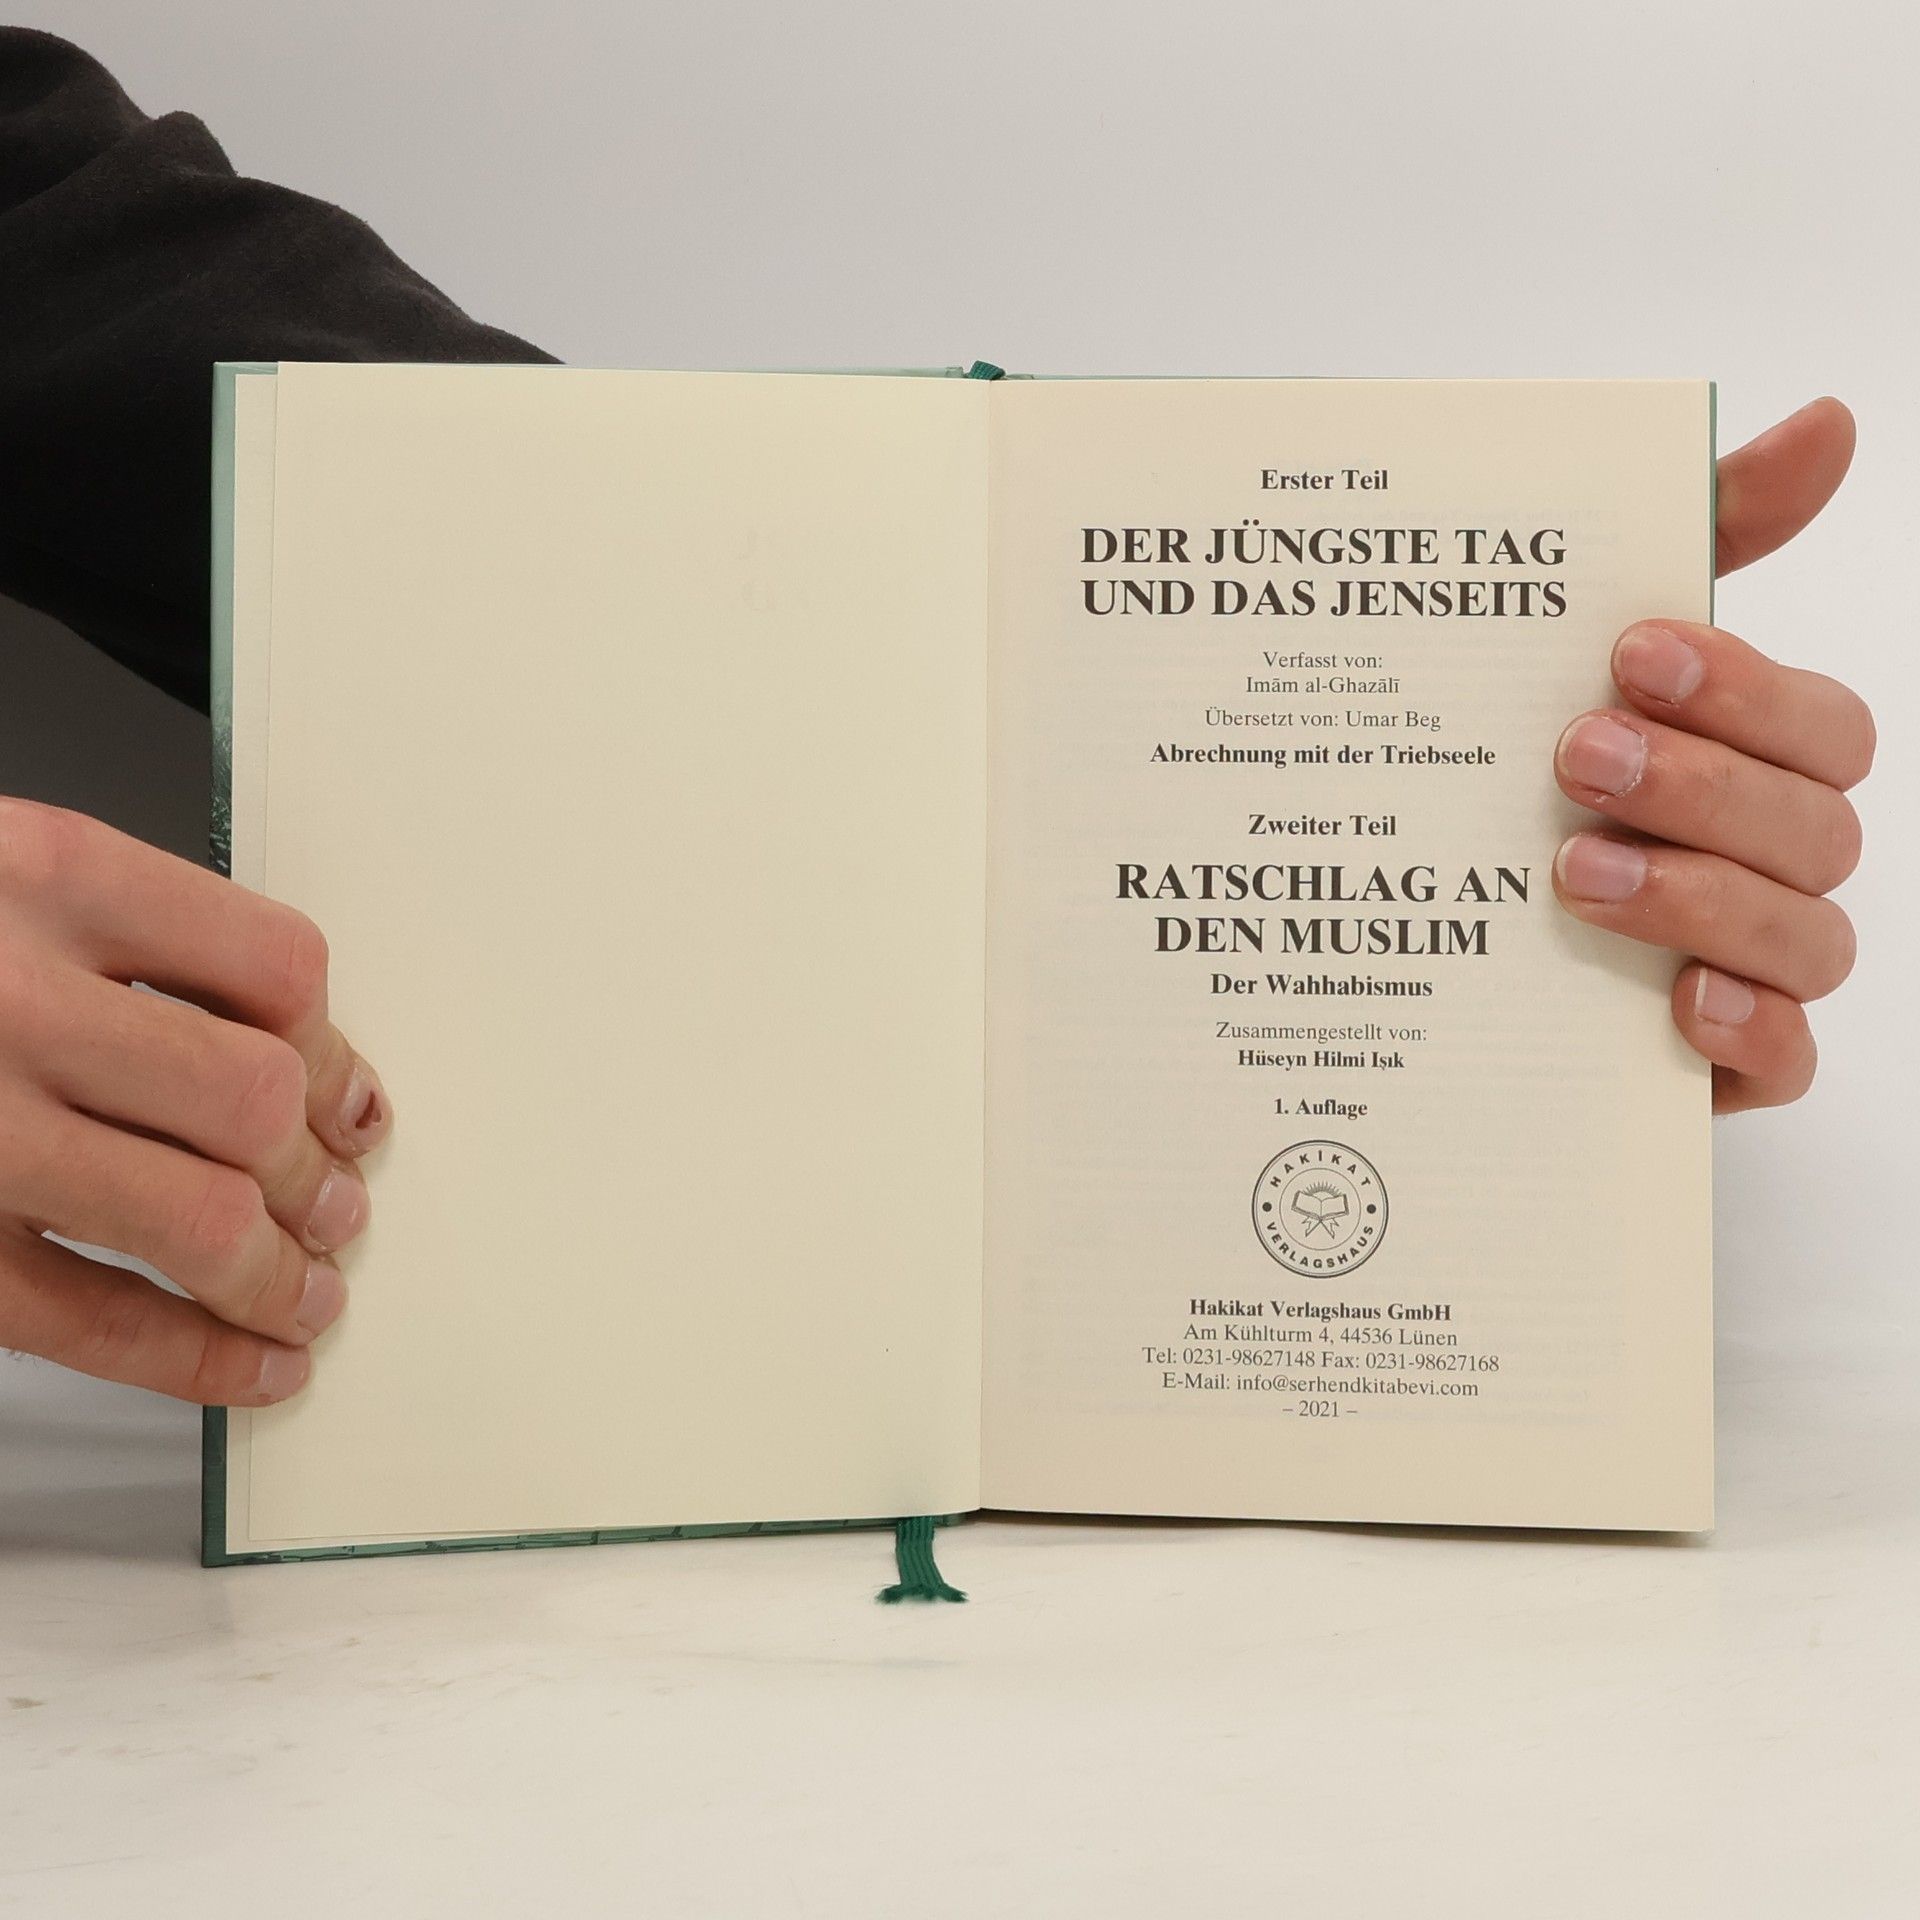 Erster Teil
DER JÜNGSTE TAG
UND DAS JENSEITS
Verfasst von:
Imām al-Ghazālī
Übersetzt von: Umar Beg
Abrechnung mit der Triebseele
Zweiter Teil
RATSCHLAG AN
DEN MUSLIM
Der Wahhabismus
Zusammengestellt von:
Hüseyn Hilmi Işık
1. Auflage
HAKİKAT
VERLAGSHAUS
Hakikat Verlagshaus GmbH
Am Kühlturm 4, 44536 Lünen
Tel: 0231-98627148 Fax: 0231-98627168
E-Mail: info@serhendkitabevi.com
– 2021 –